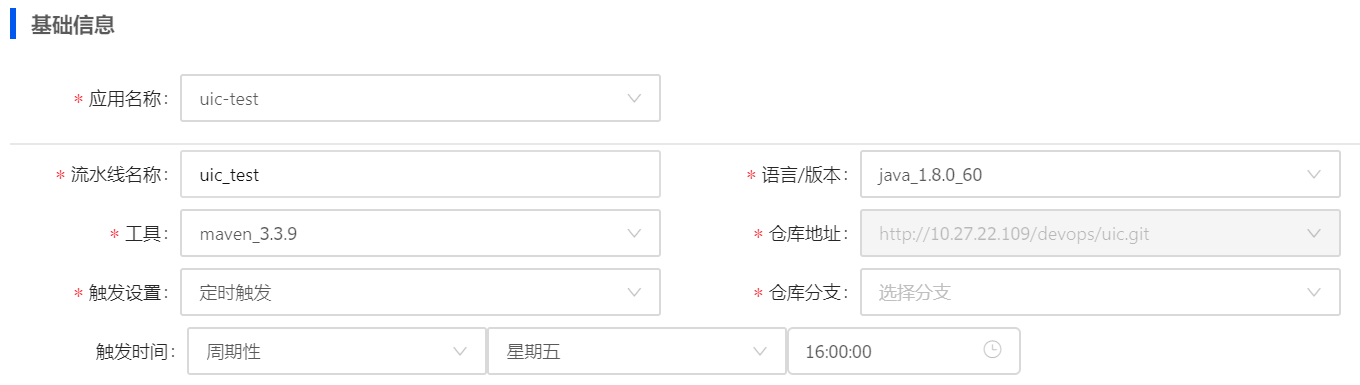 基础信息
* 应用名称: uic-test
* 流水线名称: uic_test * 语言/版本: java_1.8.0_60
* 工具: maven_3.3.9 * 仓库地址: http://10.27.22.109/devops/uic.git
* 触发设置: 定时触发 * 仓库分支: 选择分支
触发时间: 周期性 星期五 16:00:00